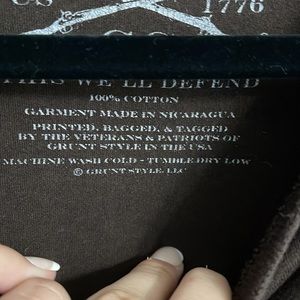 1776
THIS WE'LL DEFEND
100% COTTON
GARMENT MADE IN NICARAGUA
PRINTED, BAGGED, & TAGGED
BY THE VETERANS & PATRIOTS OF
GRUNT STYLE IN THE USA
MACHINE WASH COLD - TUMBLE DRY LOW
© GRUNT STYLE, LLC